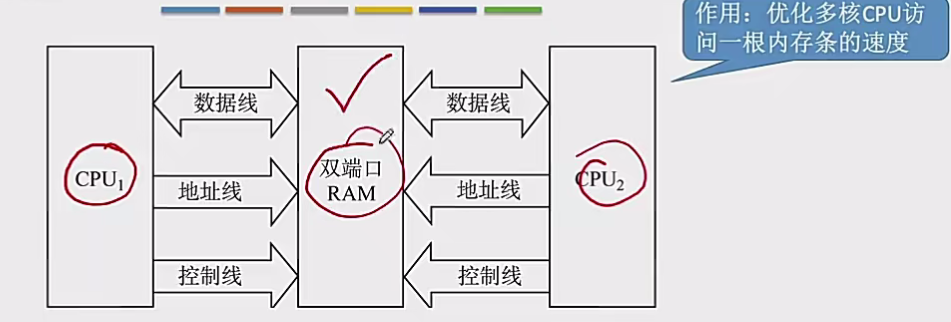 作用：优化多核CPU访
问一根内存条的速度
数据线
数据线
CPU₁
双端口
RAM
CPU₂
地址线
地址线
控制线
控制线